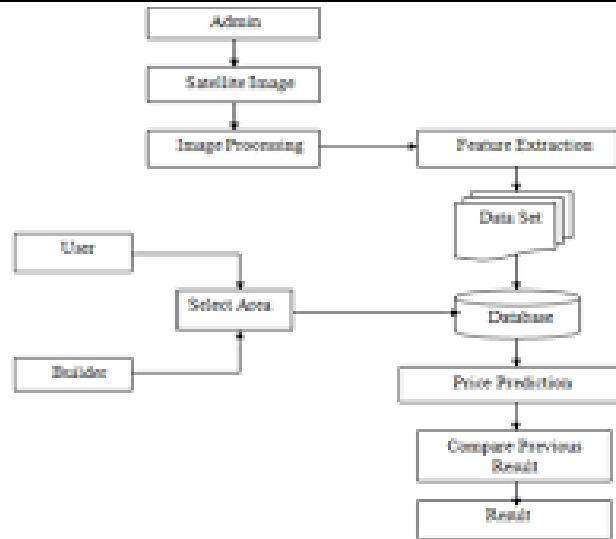 Admin
Satellite Image
Image Processing
Feature Extraction
Data Set
User
Select Area
Database
Builder
Price Prediction
Compare Previous
Result
Result